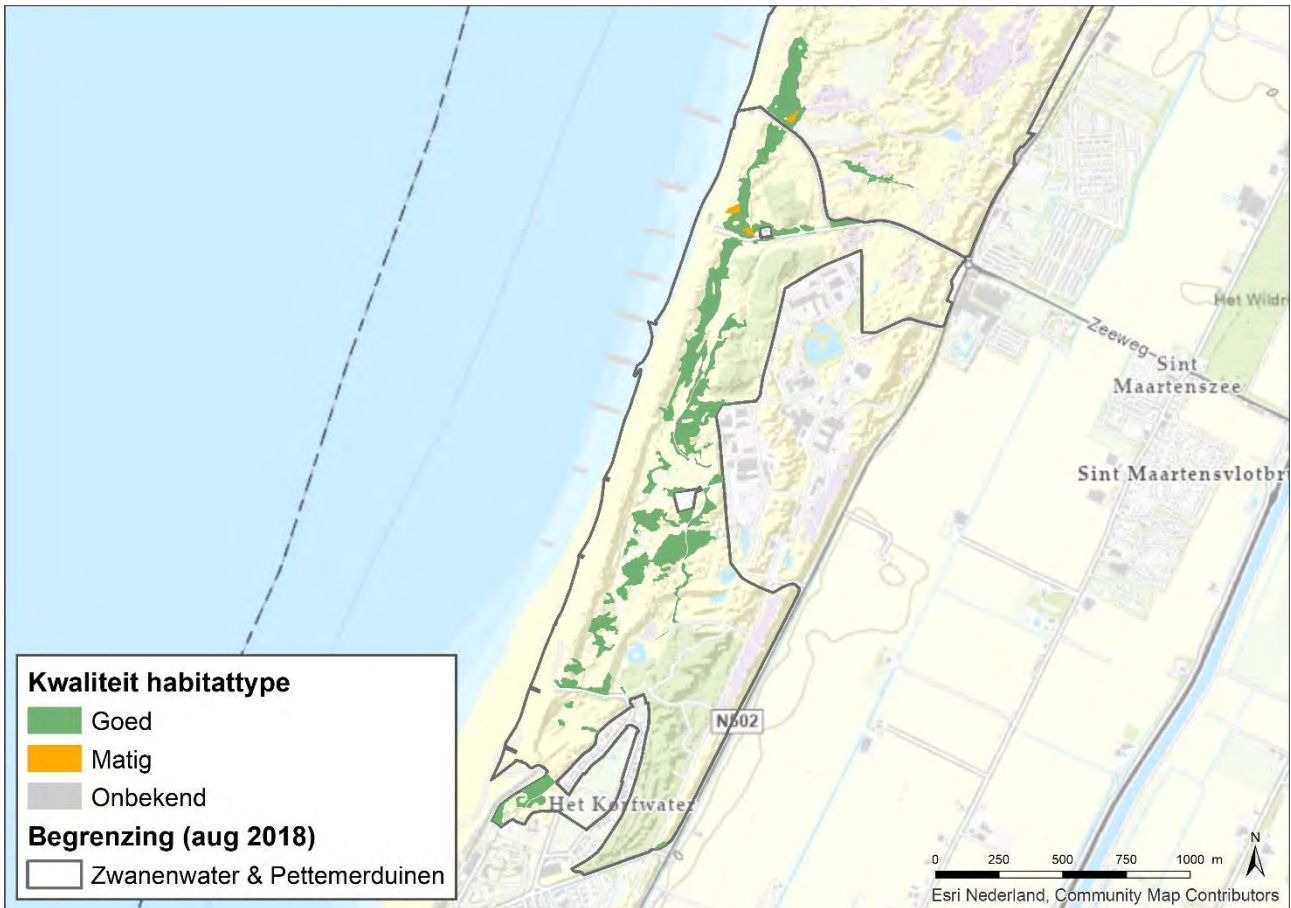 Het Wildri
Zeeweg
Sint
Maartenszee
Sint Maartensvlotbr
N502
Het Korfwater
Kwaliteit habitattype
Goed
Matig
Onbekend
Begrenzing (aug 2018)
Zwanenwater & Pettemerduinen
N
0 250 500 750 1000 m
Esri Nederland, Community Map Contributors